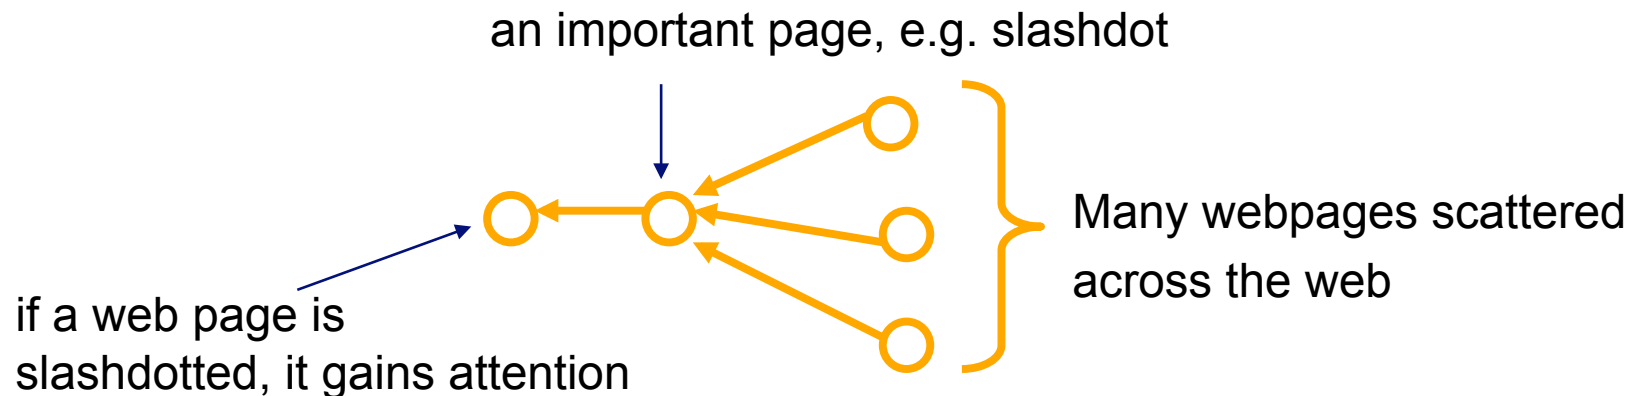 an important page, e.g. slashdot
Many webpages scattered
across the web
if a web page is
slashdotted, it gains attention